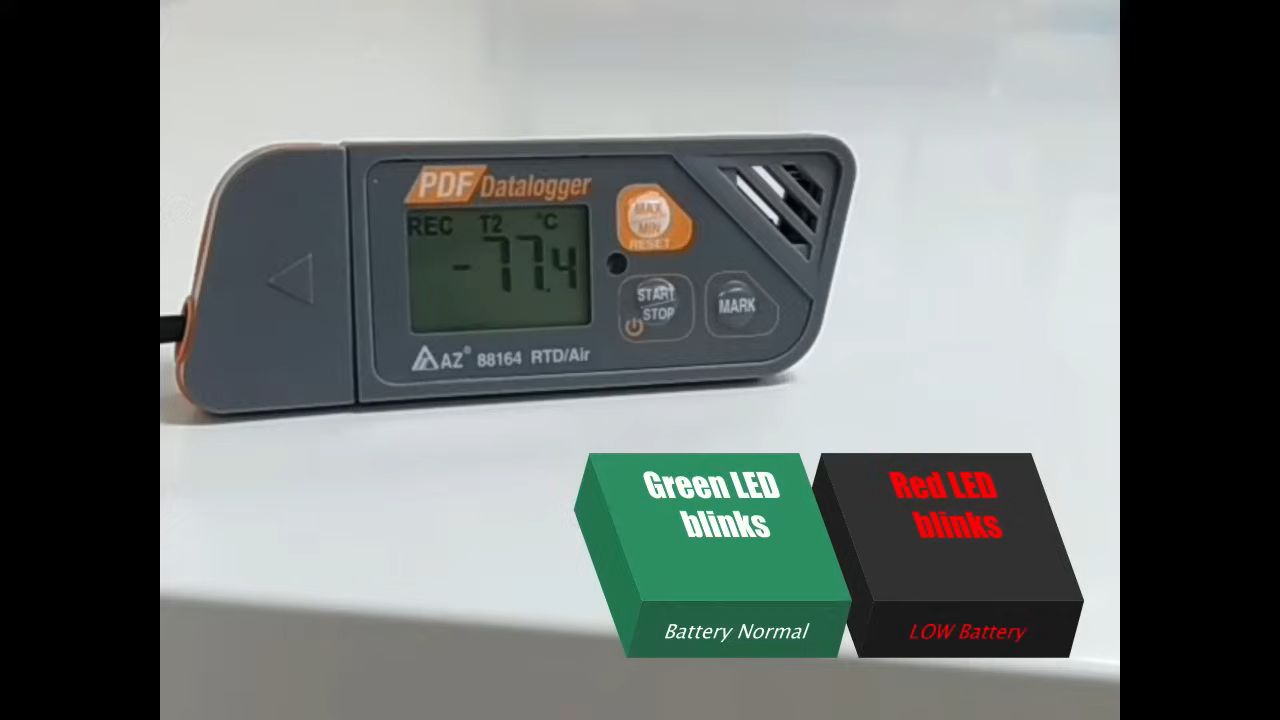 PDF Datalogger
REC T2 °C
-77.4
MAX
MIN
RESET
START
STOP
MARK
AZ® 88164 RTD/Air
Green LED
blinks
Battery Normal
Red LED
blinks
LOW Battery